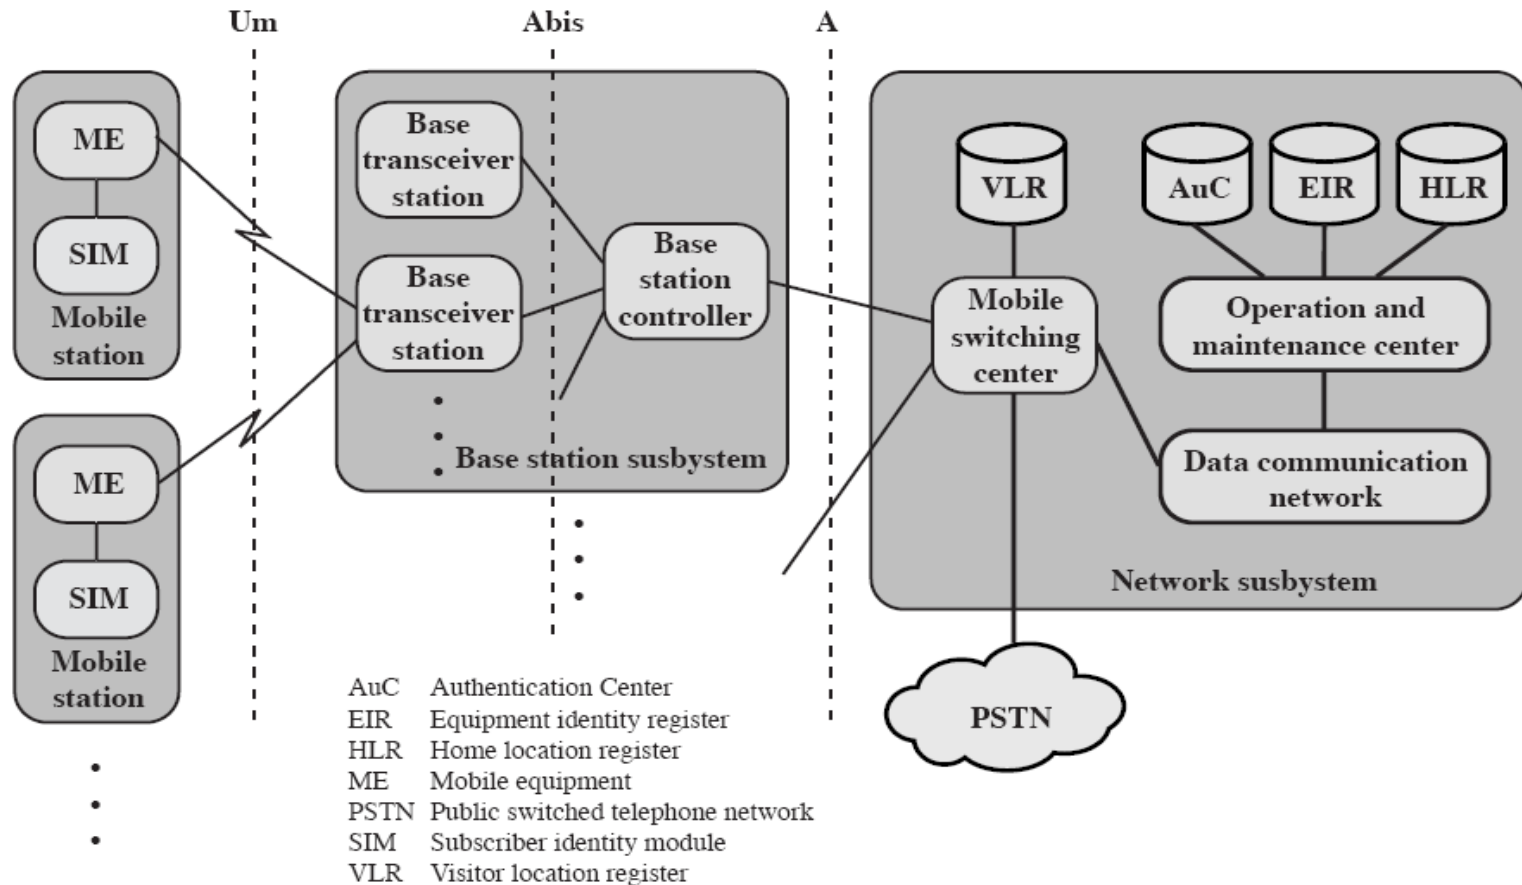 Um
Abis
A
ME
SIM
Mobile
station
ME
SIM
Mobile
station
Base
transceiver
station
Base
transceiver
station
Base
station
controller
Base station susbystem
VLR
AuC
EIR
HLR
Mobile
switching
center
Operation and
maintenance center
Data communication
network
Network susbystem
PSTN
AuC Authentication Center
EIR Equipment identity register
HLR Home location register
ME Mobile equipment
PSTN Public switched telephone network
SIM Subscriber identity module
VLR Visitor location register